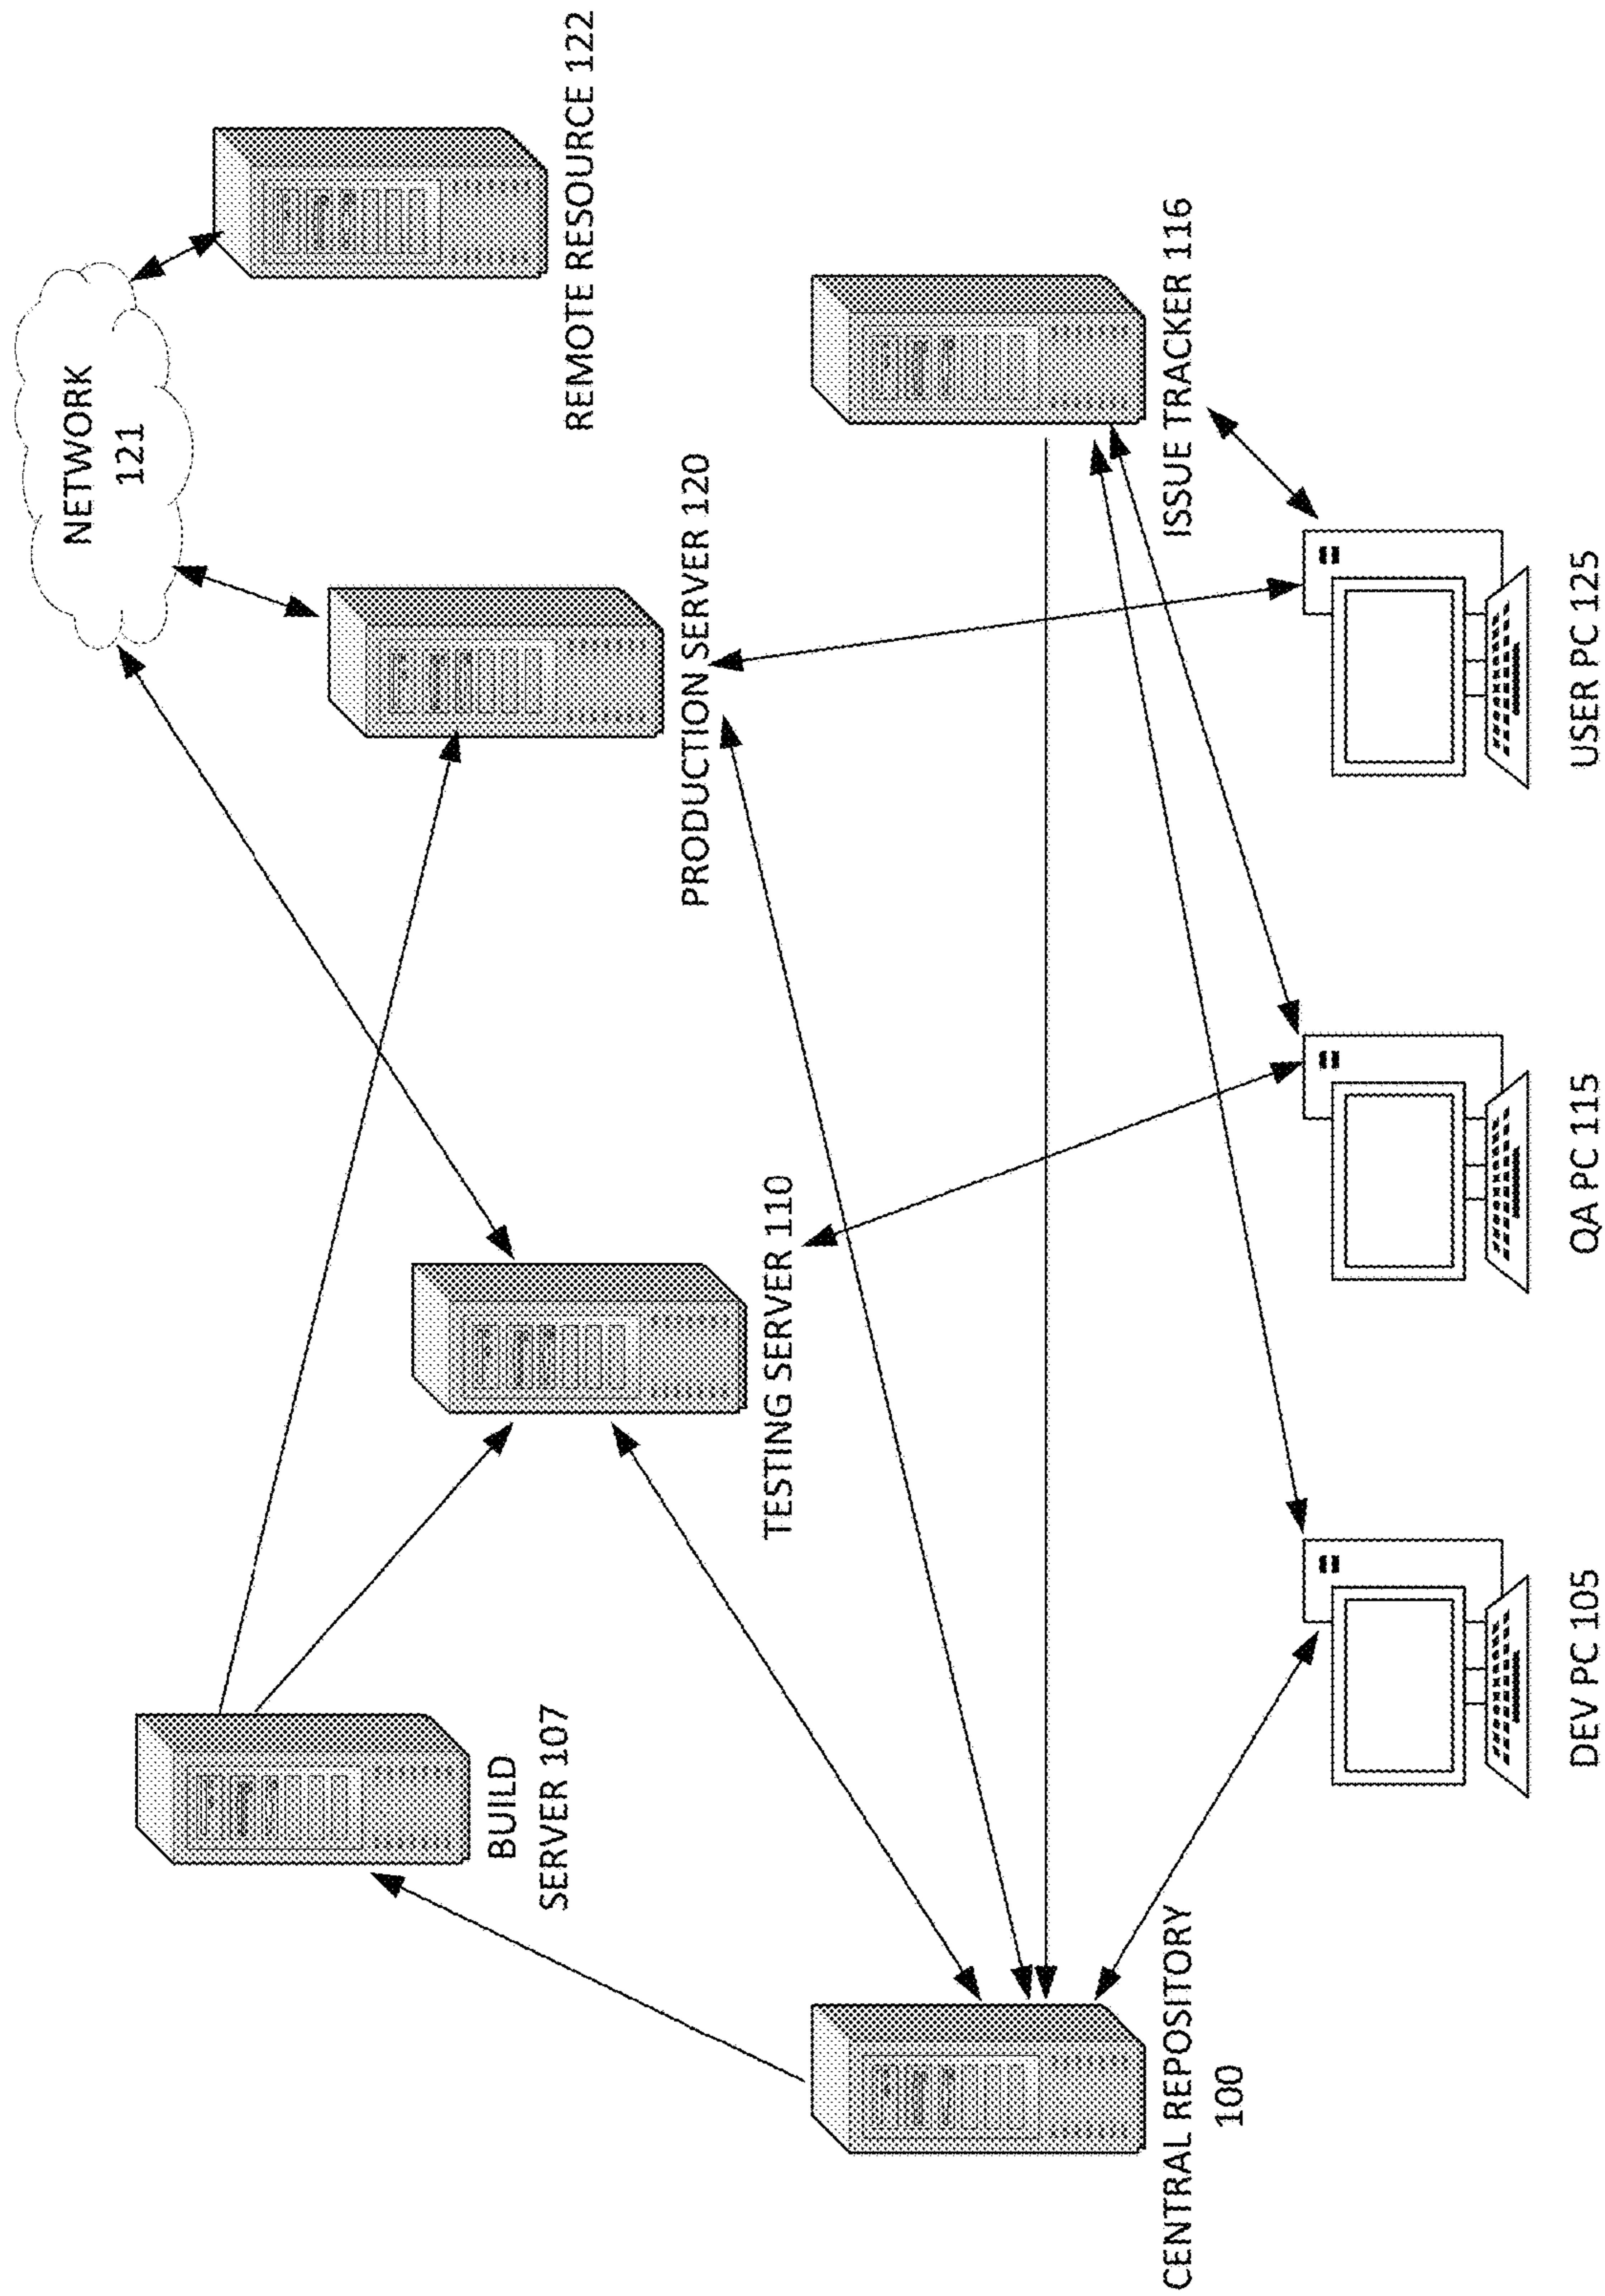 NETWORK
121
REMOTE RESOURCE 122
PRODUCTION SERVER 120
BUILD
SERVER 107
TESTING SERVER 110
CENTRAL REPOSITORY
100
ISSUE TRACKER 116
DEV PC 105
QA PC 115
USER PC 125